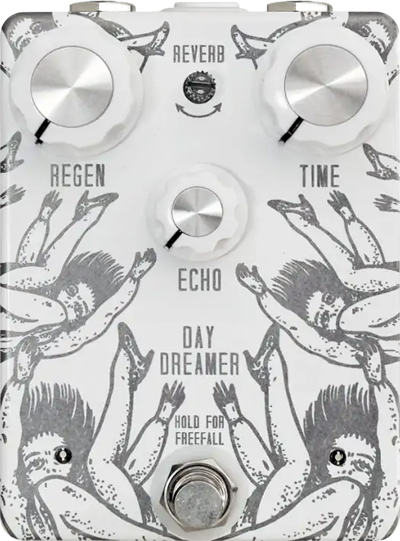 REVERB
REGEN
TIME
ECHO
DAY
DREAMER
HOLD FOR
FREEFALL